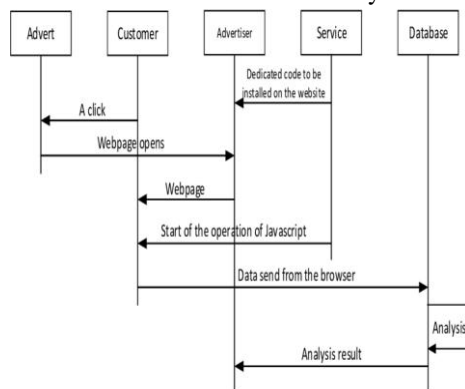 Advert
Customer
Advertiser
Service
Database
Dedicated code to be
installed on the website
A click
Webpage opens
Webpage
Start of the operation of Javascript
Data send from the browser
Analysis
Analysis result